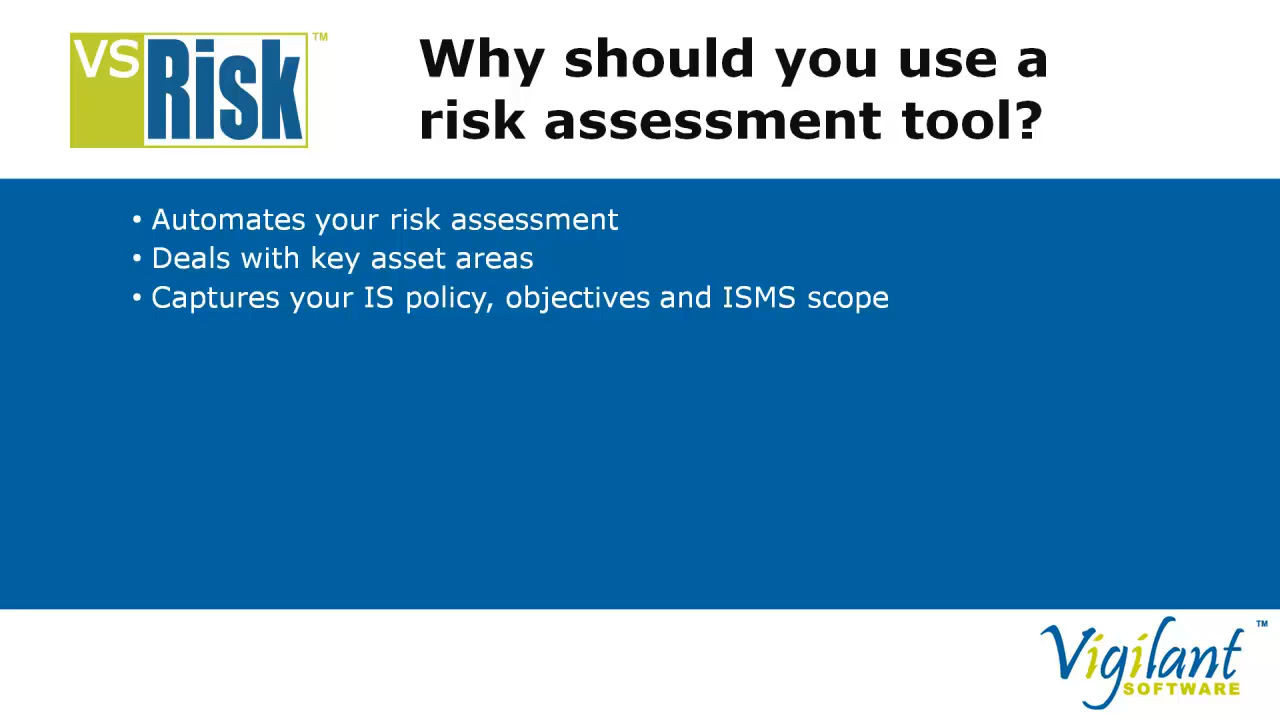 VS Risk™
Why should you use a
risk assessment tool?
• Automates your risk assessment
• Deals with key asset areas
• Captures your IS policy, objectives and ISMS scope
Vigilant™
SOFTWARE